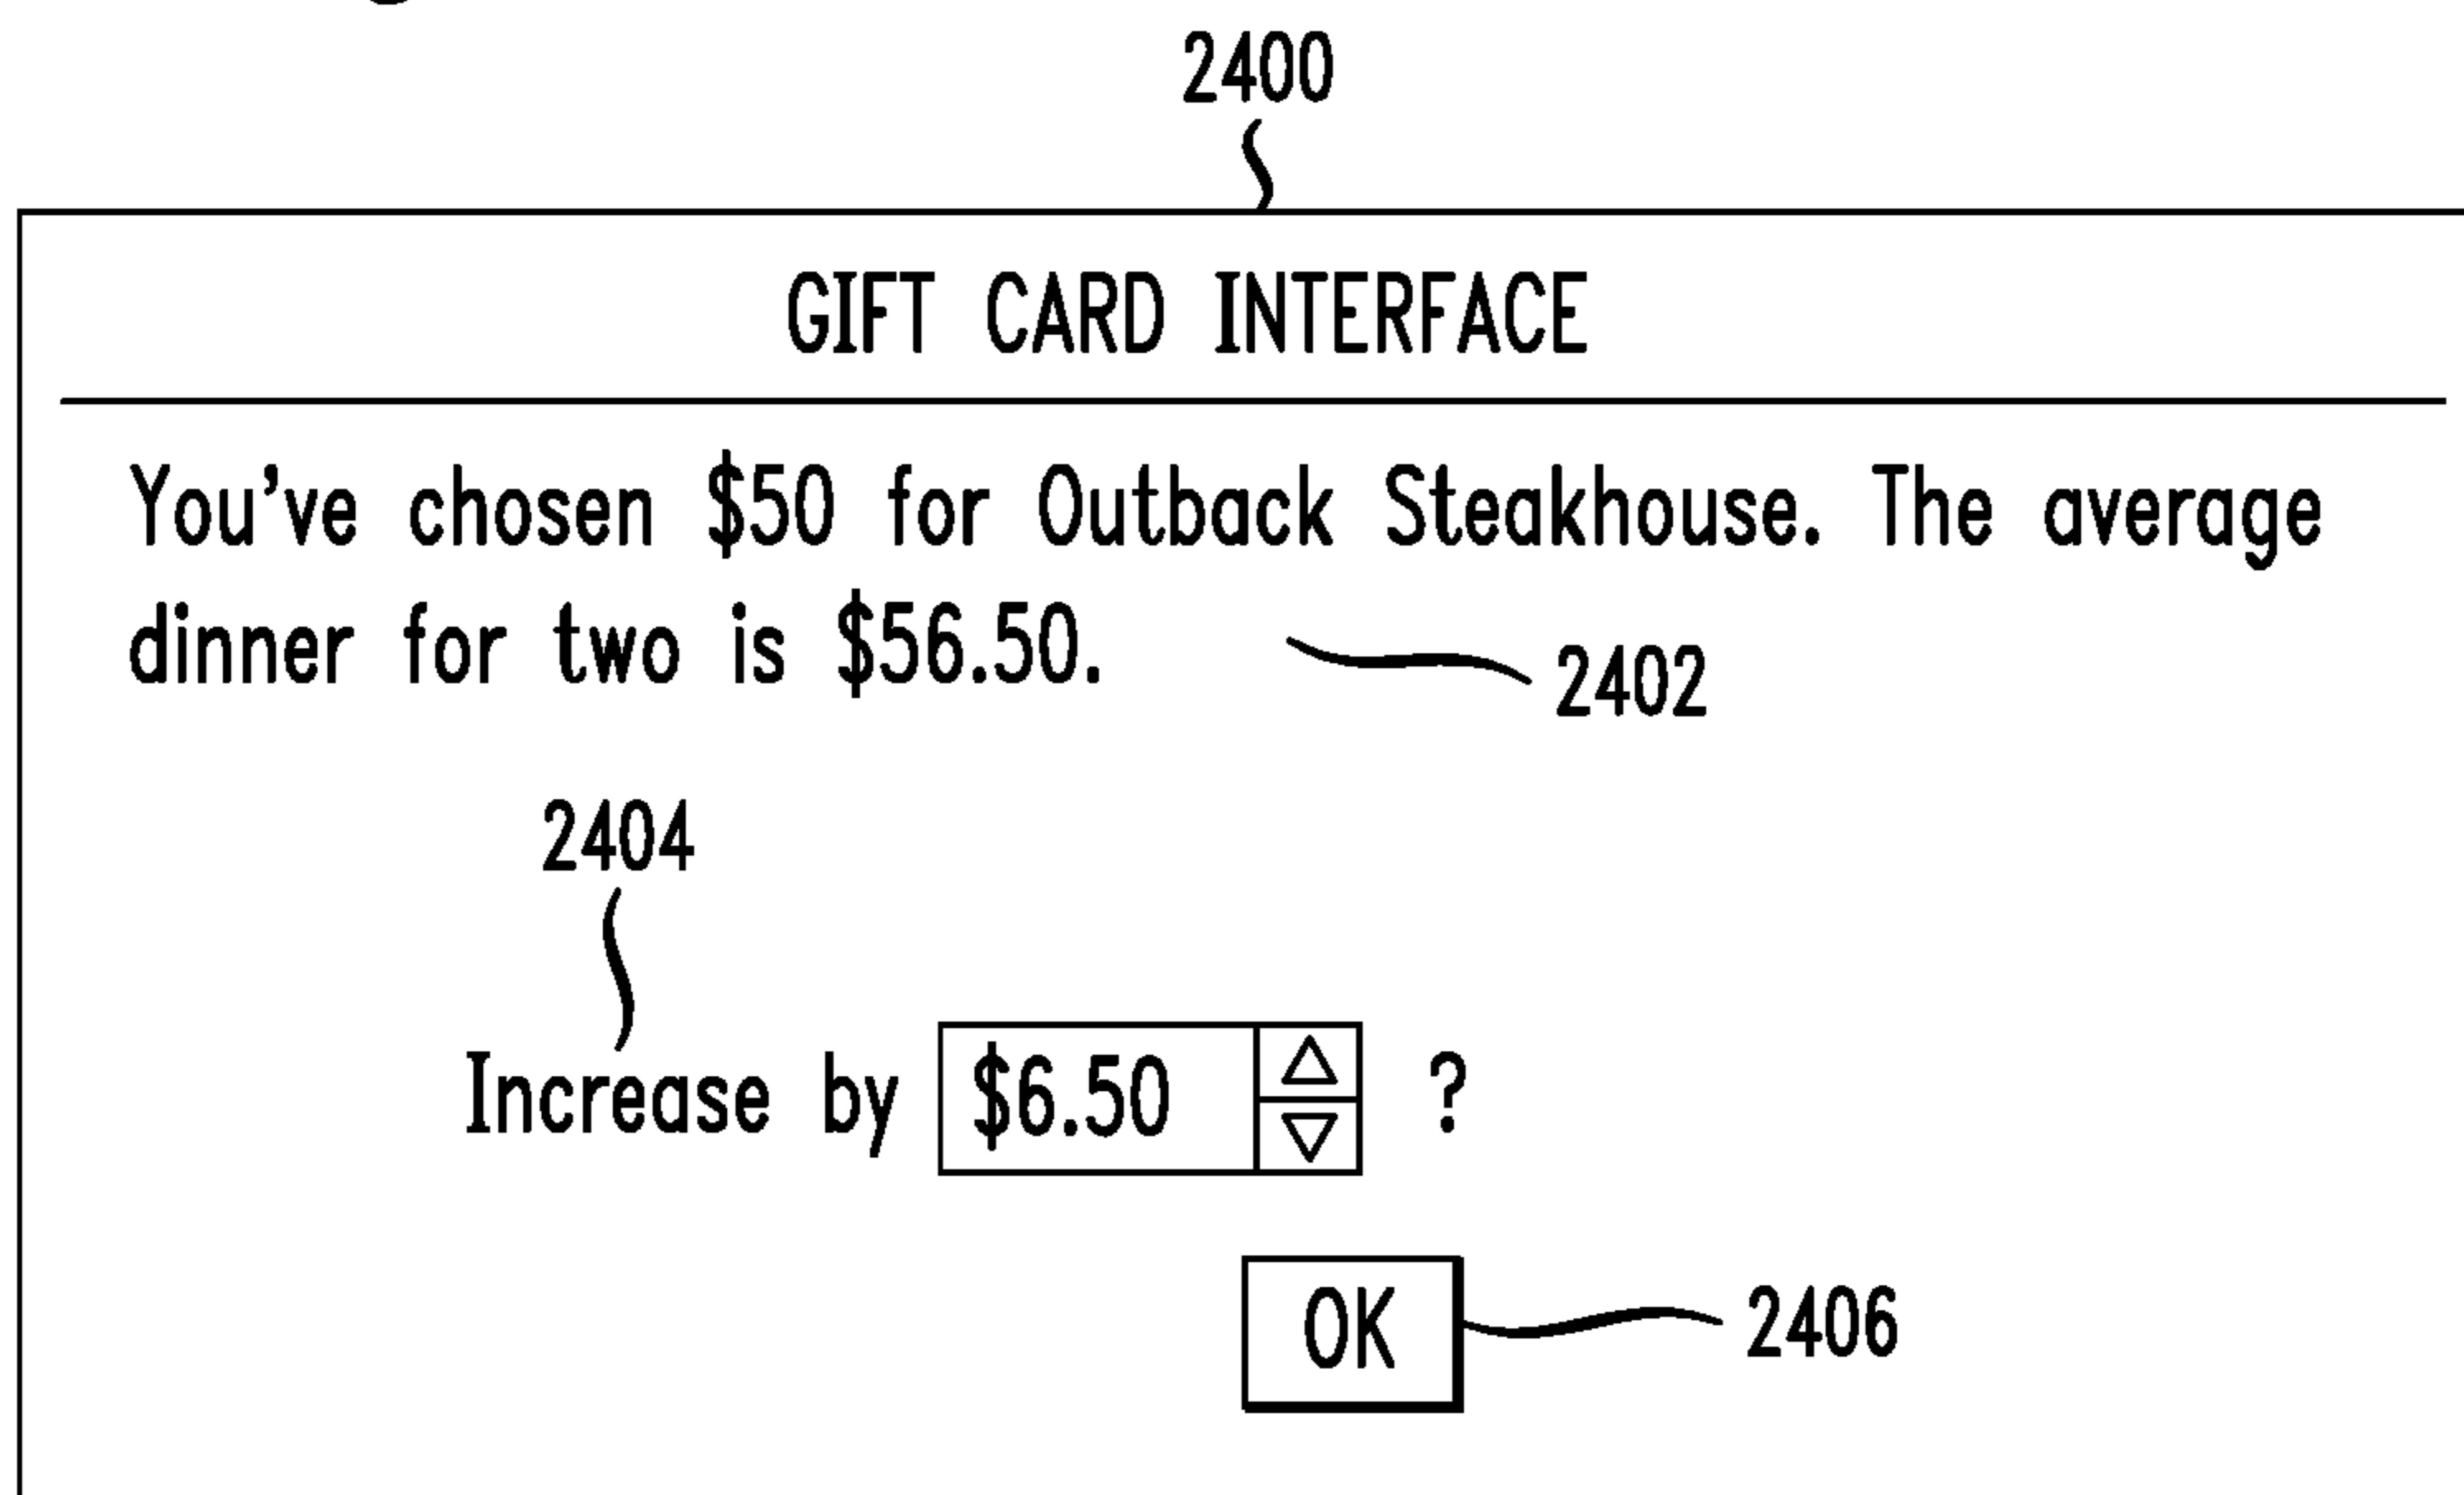 2400
GIFT CARD INTERFACE
You've chosen $50 for Outback Steakhouse. The average
dinner for two is $56.50.
2402
2404
Increase by $6.50 ?
OK 2406